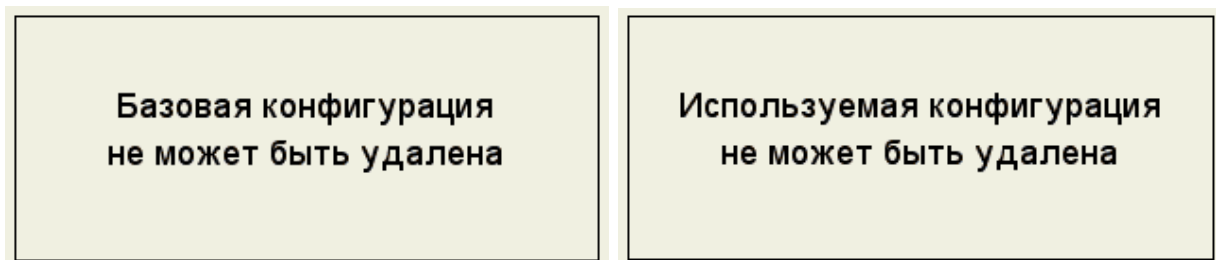 Базовая конфигурация
не может быть удалена
Используемая конфигурация
не может быть удалена